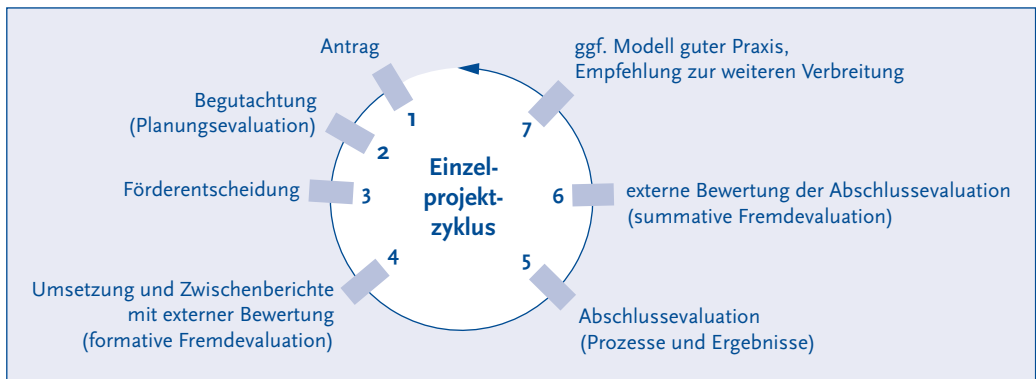 Antrag
1
Begutachtung
(Planungsevaluation)
2
Förderentscheidung
3
Umsetzung und Zwischenberichte
mit externer Bewertung
(formative Fremdevaluation)
4
Einzel-
projekt-
zyklus
Abschlussevaluation
(Prozesse und Ergebnisse)
5
externe Bewertung der Abschlussevaluation
(summative Fremdevaluation)
6
ggf. Modell guter Praxis,
Empfehlung zur weiteren Verbreitung
7